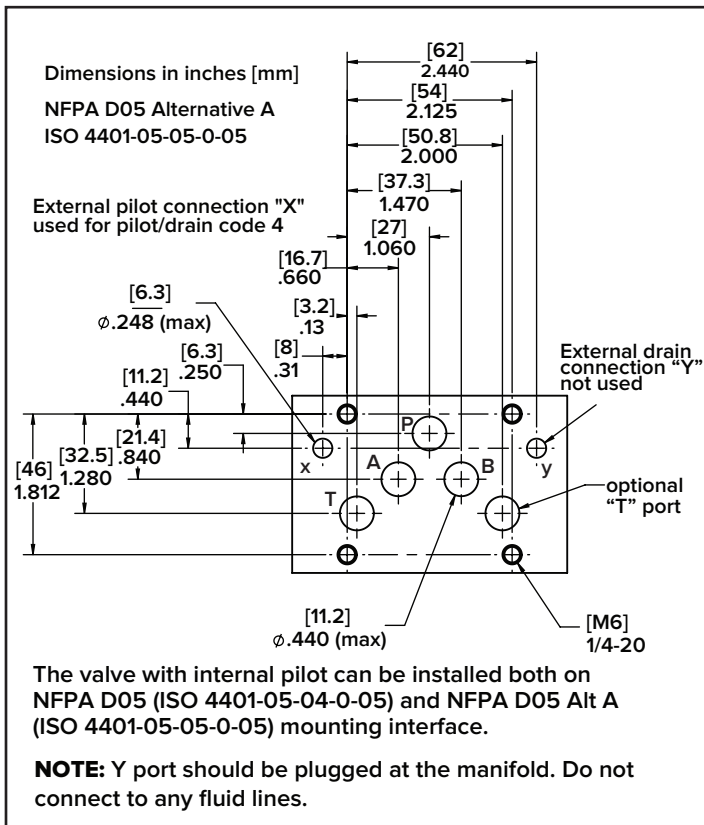 Dimensions in inches [mm]
NFPA D05 Alternative A
ISO 4401-05-05-0-05
External pilot connection "X"
used for pilot/drain code 4
[62]
2.440
[54]
2.125
[50.8]
2.000
[37.3]
1.470
[27]
1.060
[16.7]
.660
[3.2]
.13
[8]
.31
[6.3]
ø.248 (max)
[6.3]
.250
[11.2]
.440
[21.4]
.840
[32.5]
1.280
[46]
1.812
External drain
connection “Y”
not used
P
x
A
B
y
T
optional
“T” port
[11.2]
ø.440 (max)
[M6]
1/4-20
The valve with internal pilot can be installed both on
NFPA D05 (ISO 4401-05-04-0-05) and NFPA D05 Alt A
(ISO 4401-05-05-0-05) mounting interface.
NOTE: Y port should be plugged at the manifold. Do not
connect to any fluid lines.